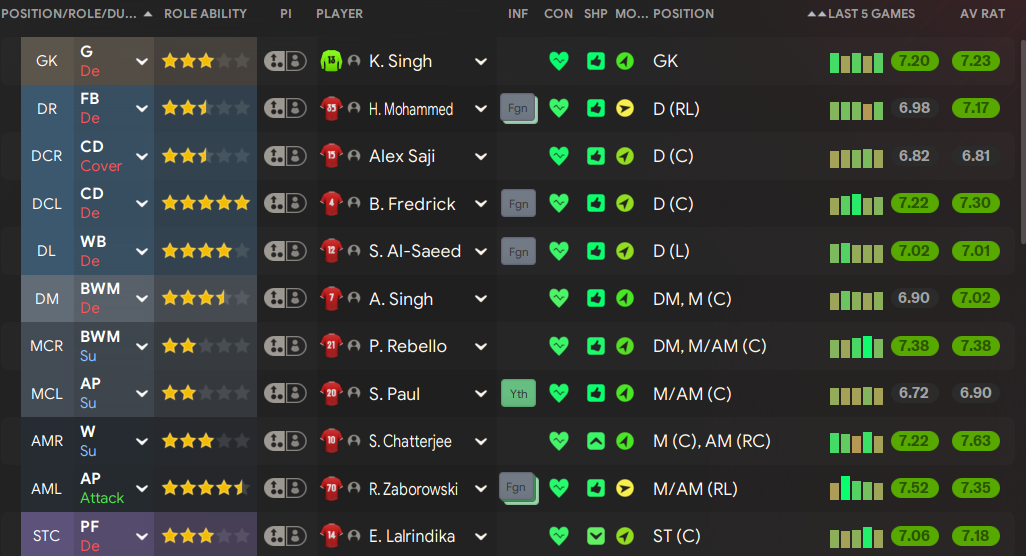 POSITION/ROLE/DU... ROLE ABILITY PI PLAYER INF CON SHP MO... POSITION LAST 5 GAMES AV RAT
GK G De 13 K. Singh GK 7.20 7.23
DR FB De 35 H. Mohammed Fgn D (RL) 6.98 7.17
DCR CD Cover 15 Alex Saji D (C) 6.82 6.81
DCL CD De 4 B. Fredrick Fgn D (C) 7.22 7.30
DL WB De 12 S. Al-Saeed Fgn D (L) 7.02 7.01
DM BWM De 7 A. Singh DM, M (C) 6.90 7.02
MCR BWM Su 21 P. Rebello DM, M/AM (C) 7.38 7.38
MCL AP Su 20 S. Paul Yth M/AM (C) 6.72 6.90
AMR W Su 10 S. Chatterjee M (C), AM (RC) 7.22 7.63
AML AP Attack 70 R. Zaborowski Fgn M/AM (RL) 7.52 7.35
STC PF De 14 E. Lalrindika ST (C) 7.06 7.18